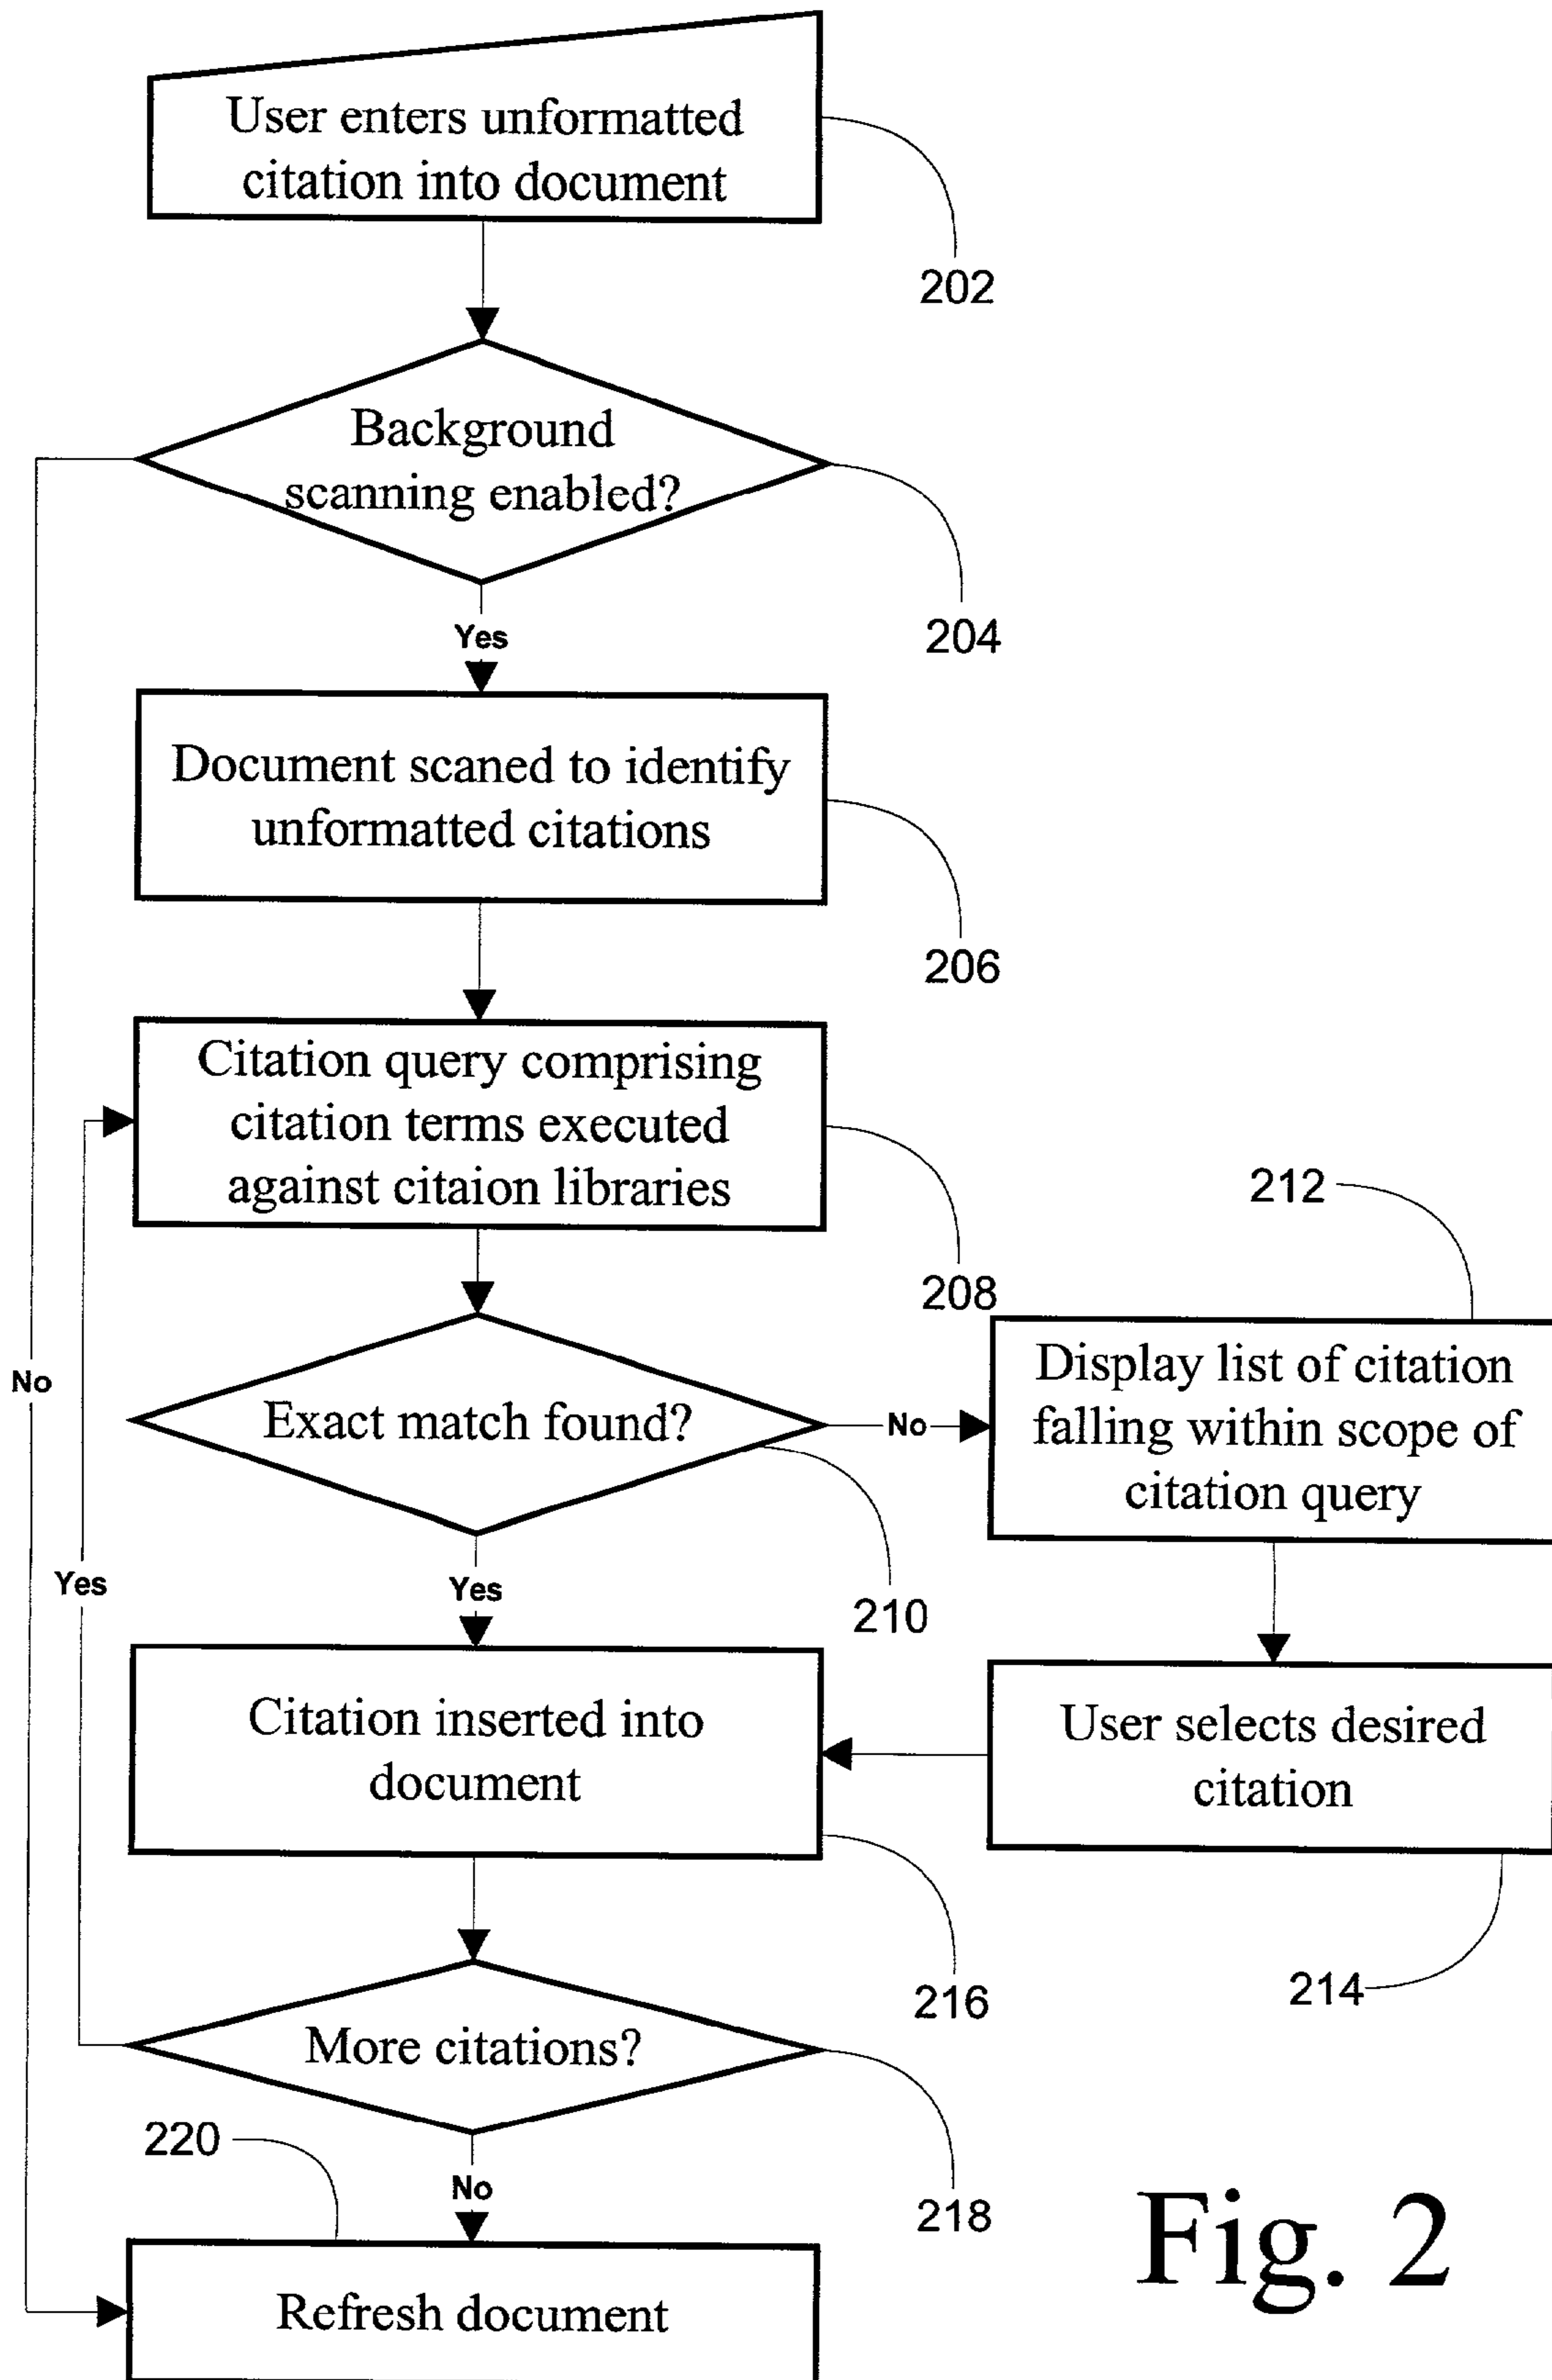 User enters unformatted
citation into document
202
Background
scanning enabled?
204
Yes
Document scaned to identify
unformatted citations
206
Citation query comprising
citation terms executed
against citaion libraries
208
212
No
Exact match found?
No
Display list of citation
falling within scope of
citation query
210
Yes
Yes
Citation inserted into
document
User selects desired
citation
216
214
More citations?
218
220
No
Refresh document
Fig. 2